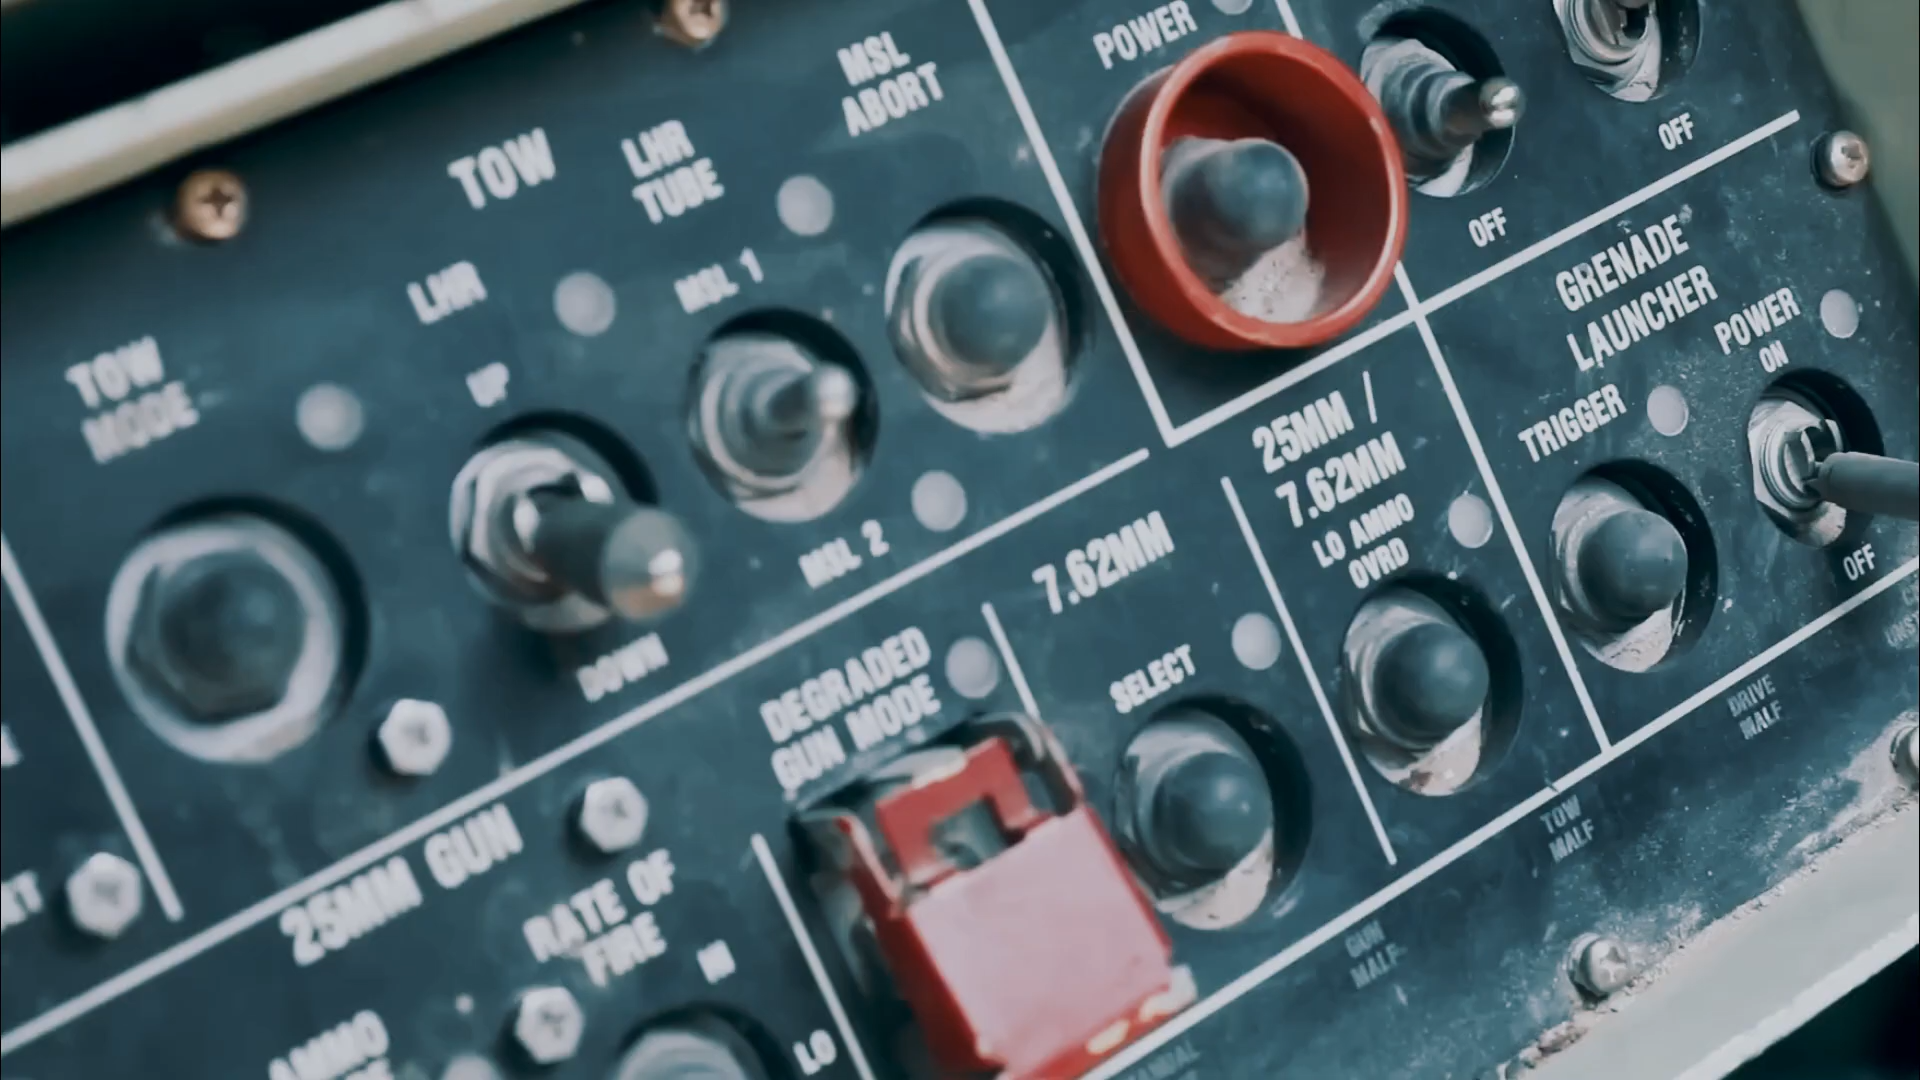 MSL
ABORT
POWER
OFF
OFF
TOW
LHR
TUBE
LHR
MSL 1
UP
TOW
MODE
MSL 2
DOWN
GRENADE
LAUNCHER
POWER
ON
TRIGGER
OFF
25MM /
7.62MM
LO AMMO
OVRD
7.62MM
SELECT
DEGRADED
GUN MODE
25MM GUN
RATE OF
FIRE
HI
LO
AMMO
DRIVE
MALF
TOW
MALF
GUN
MALF